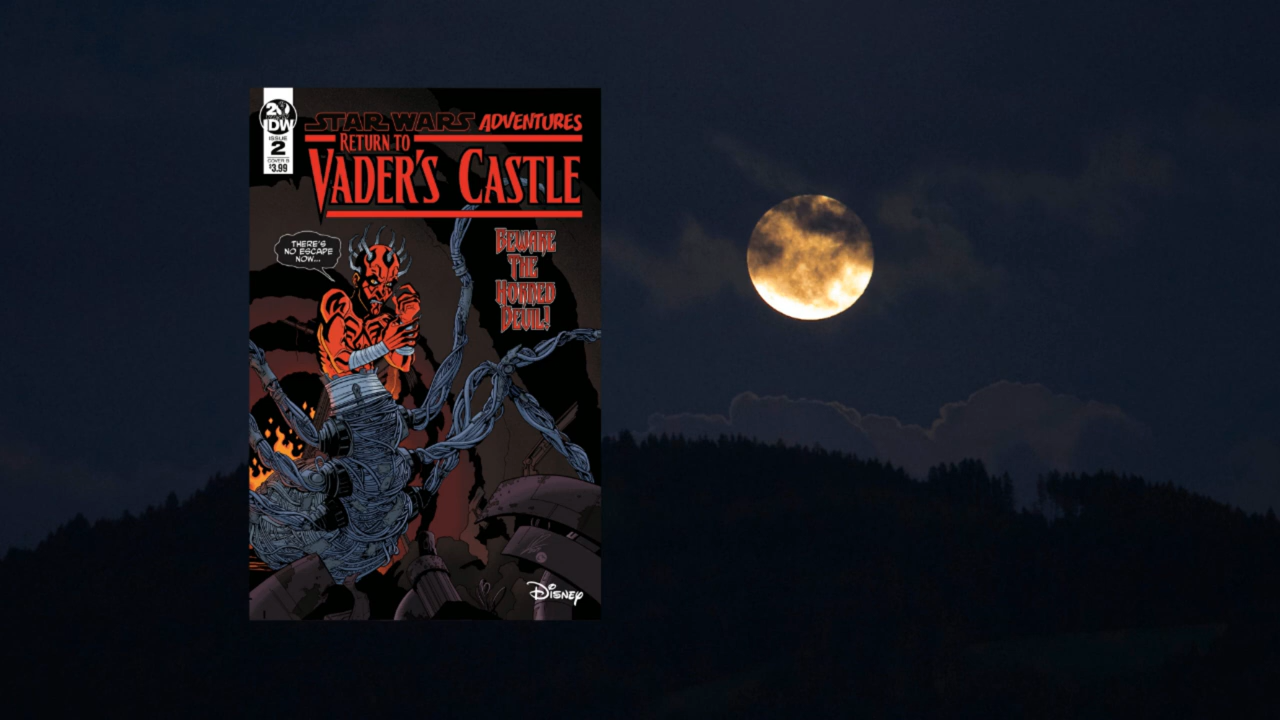 20
IDW
ISSUE
2
COVER B
$3.99
STAR WARS ADVENTURES
RETURN TO
VADER'S CASTLE
THERE'S
NO ESCAPE
NOW...
BEWARE
THE
HORNED
DEVIL!
DISNEY